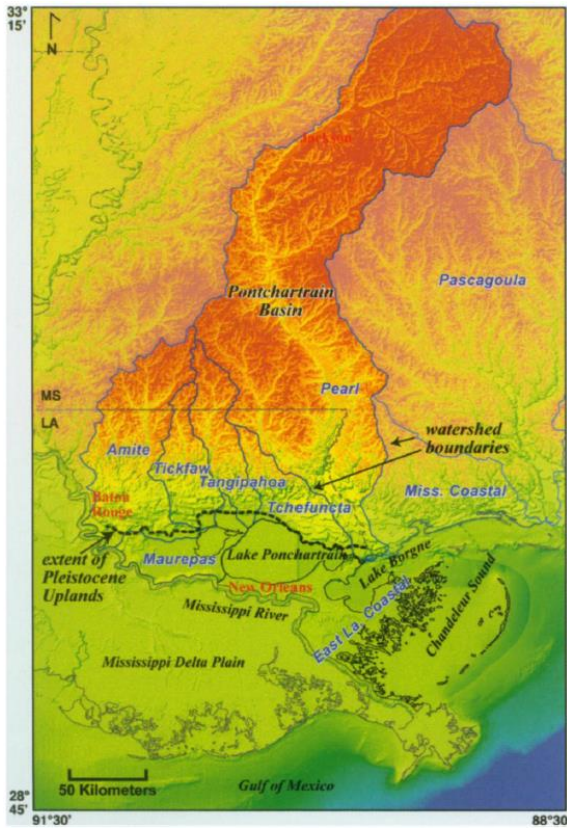 33°
15'
N
Jackson
Pascagoula
Pontchartrain
Basin
Pearl
MS
LA
watershed
boundaries
Amite
Tickfaw
Tangipahoa
Miss. Coastal
Baton
Rouge
Tchefuncta
extent of
Pleistocene
Uplands
Maurepas
Lake Ponchartrain
Lake Borgne
New Orleans
Mississippi River
East La. Coastal
Chandeleur Sound
Mississippi Delta Plain
50 Kilometers
Gulf of Mexico
28°
45'
91°30'
88°30'